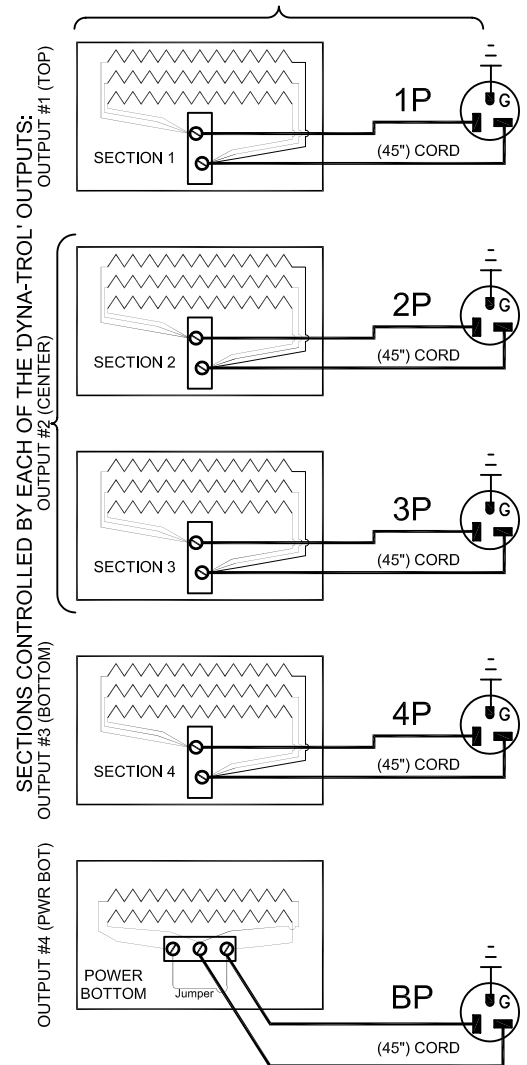 SECTIONS CONTROLLED BY EACH OF THE 'DYNA-TROL' OUTPUTS:
OUTPUT #1 (TOP)
SECTION 1
1P
(45") CORD
G
OUTPUT #2 (CENTER)
SECTION 2
2P
(45") CORD
G
SECTION 3
3P
(45") CORD
G
OUTPUT #3 (BOTTOM)
SECTION 4
4P
(45") CORD
G
OUTPUT #4 (PWR BOT)
POWER
BOTTOM
Jumper
BP
(45") CORD
G